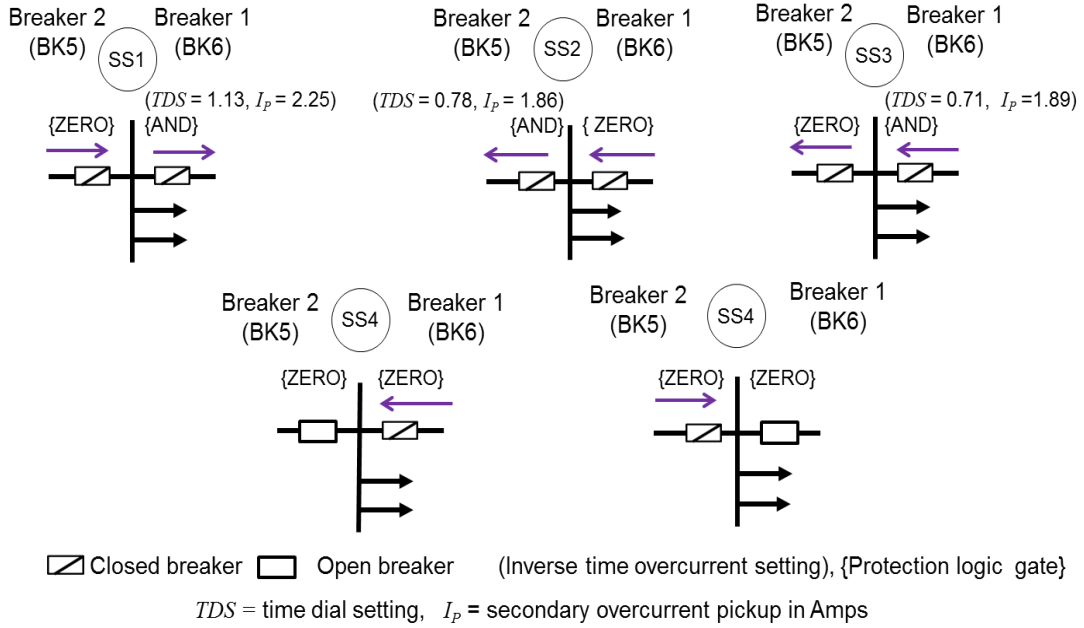 Breaker 2 Breaker 1
(BK5) (BK6)
SS1
(TDS = 1.13, I_P = 2.25)
{ZERO} {AND}
Breaker 2 Breaker 1
(BK5) (BK6)
SS2
(TDS = 0.78, I_P = 1.86)
{AND} { ZERO}
Breaker 2 Breaker 1
(BK5) (BK6)
SS3
(TDS = 0.71, I_P =1.89)
{ZERO} {AND}
Breaker 2 Breaker 1
(BK5) (BK6)
SS4
{ZERO} {ZERO}
Breaker 2 Breaker 1
(BK5) (BK6)
SS4
{ZERO} {ZERO}
Closed breaker Open breaker (Inverse time overcurrent setting), {Protection logic gate}
TDS = time dial setting, I_P = secondary overcurrent pickup in Amps